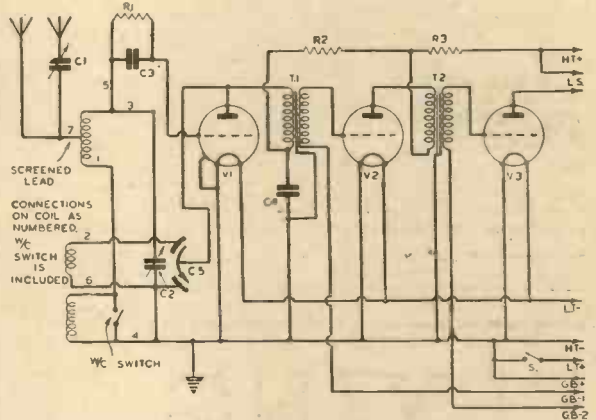 R1
C1
C3
5
3
7
1
SCREENED
LEAD
CONNECTIONS
ON COIL AS
NUMBERED.
W/C
SWITCH
IS
INCLUDED
2
6
4
C5
C2
W/C SWITCH
V1
T.1
C4
R2
V2
R3
T2
V3
HT+
L.S.
LT-
HT-
S.
LT+
GB+
GB-1
GB-2